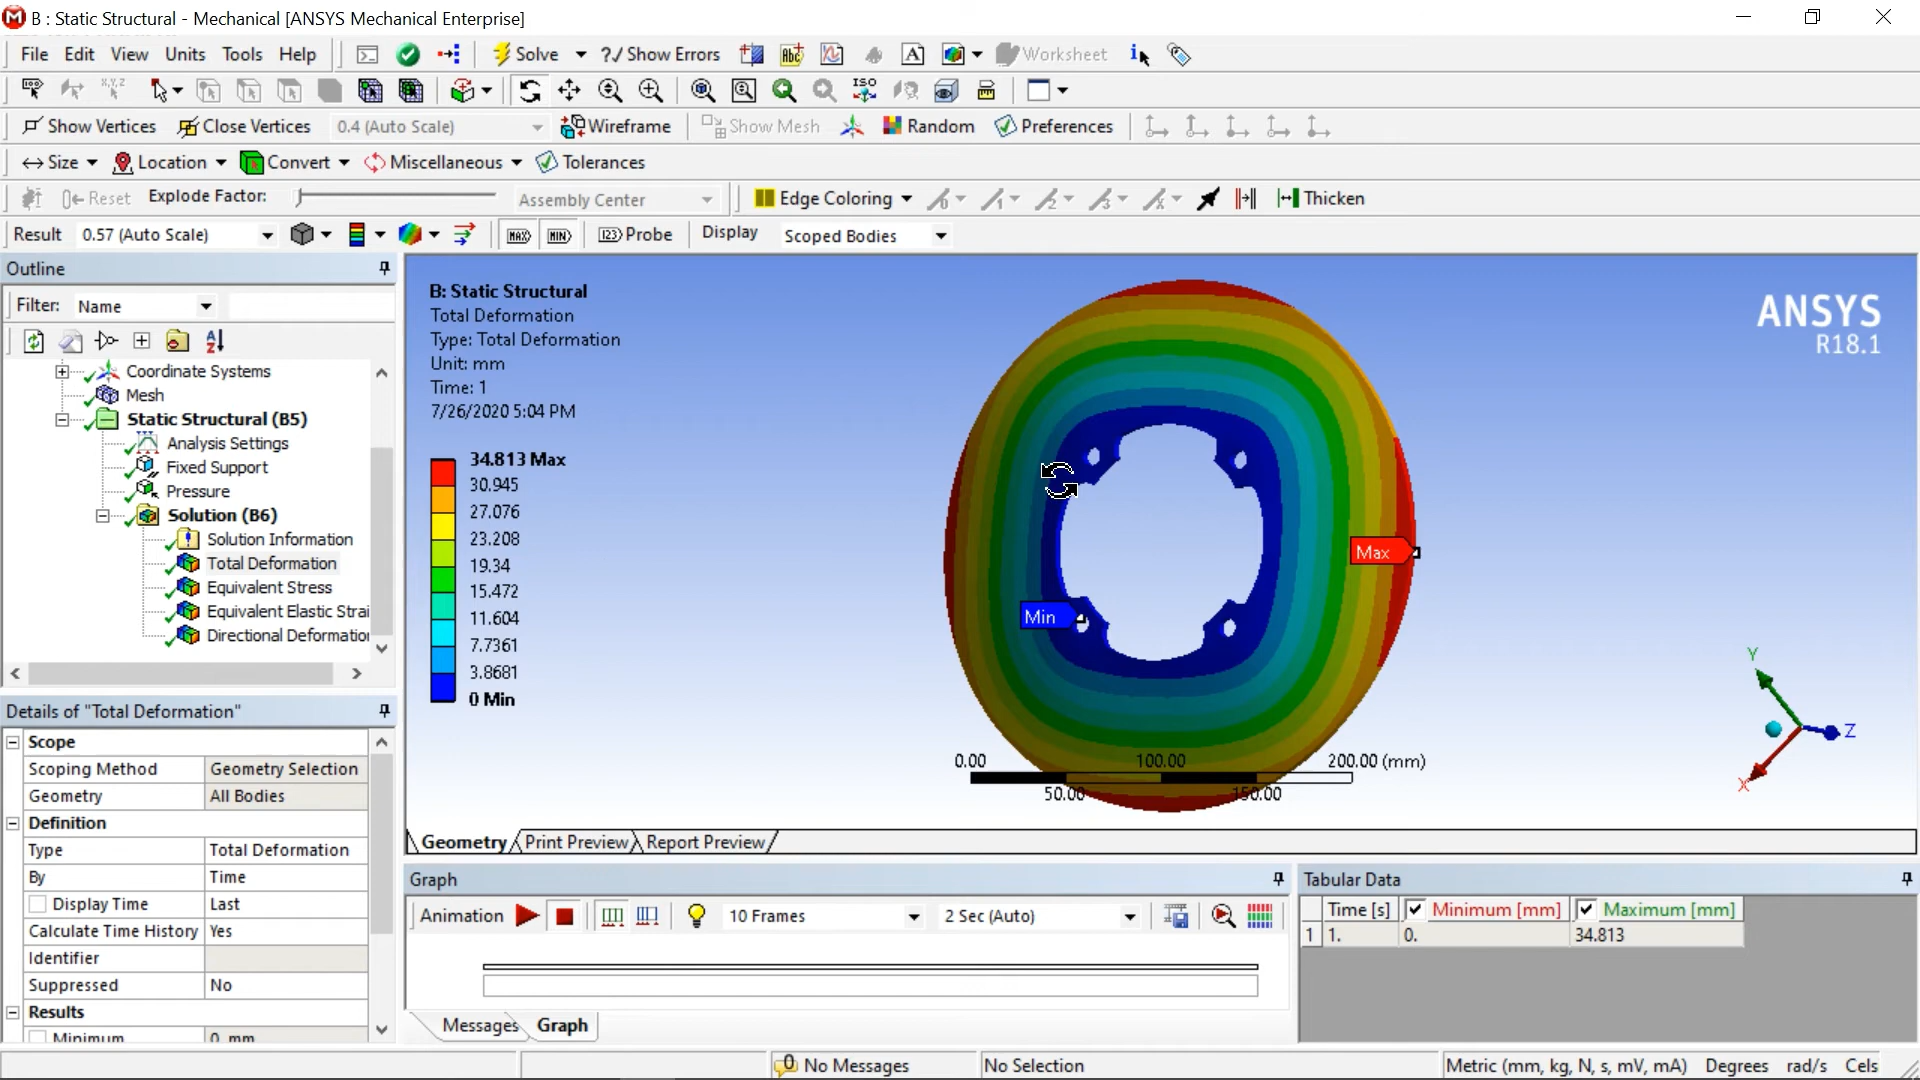 B : Static Structural - Mechanical [ANSYS Mechanical Enterprise]
File Edit View Units Tools Help Solve ?/ Show Errors Worksheet
Show Vertices Close Vertices 0.4 (Auto Scale) Wireframe Show Mesh Random Preferences
Size Location Convert Miscellaneous Tolerances
Reset Explode Factor: Assembly Center Edge Coloring Thicken
Result 0.57 (Auto Scale) MAX MIN Probe Display Scoped Bodies
Outline
Filter: Name
Coordinate Systems
Mesh
Static Structural (B5)
Analysis Settings
Fixed Support
Pressure
Solution (B6)
Solution Information
Total Deformation
Equivalent Stress
Equivalent Elastic Strai
Directional Deformation
Details of "Total Deformation"
Scope
Scoping Method Geometry Selection
Geometry All Bodies
Definition
Type Total Deformation
By Time
Display Time Last
Calculate Time History Yes
Identifier
Suppressed No
Results
Minimum 0. mm
B: Static Structural
Total Deformation
Type: Total Deformation
Unit: mm
Time: 1
7/26/2020 5:04 PM
34.813 Max
30.945
27.076
23.208
19.34
15.472
11.604
7.7361
3.8681
0 Min
ANSYS
R18.1
Max
Min
Y
Z
X
0.00 100.00 200.00 (mm)
50.00 150.00
Geometry Print Preview Report Preview
Graph
Animation 10 Frames 2 Sec (Auto)
Messages Graph
Tabular Data
Time [s] Minimum [mm] Maximum [mm]
1 1. 0. 34.813
0 No Messages No Selection Metric (mm, kg, N, s, mV, mA) Degrees rad/s Cels